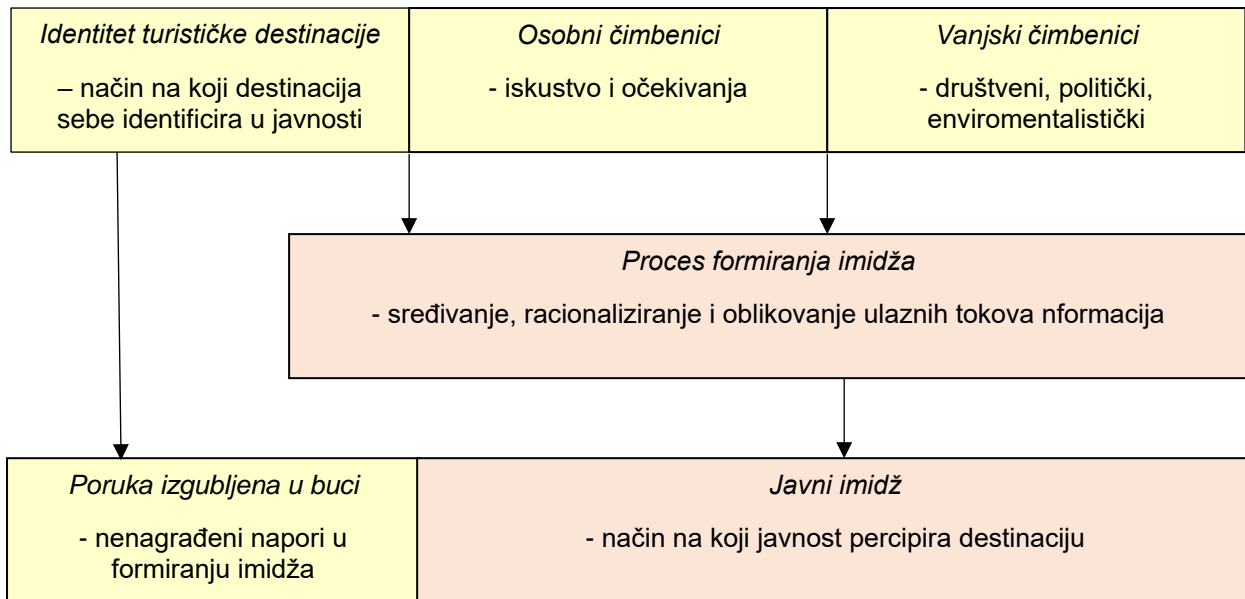 Identitet turističke destinacije
– način na koji destinacija
sebe identificira u javnosti
Osobni čimbenici
- iskustvo i očekivanja
Vanjski čimbenici
- društveni, politički,
enviromentalistički
Proces formiranja imidža
- sređivanje, racionaliziranje i oblikovanje ulaznih tokova nformacija
Poruka izgubljena u buci
- nenagrađeni napori u
formiranju imidža
Javni imidž
- način na koji javnost percipira destinaciju